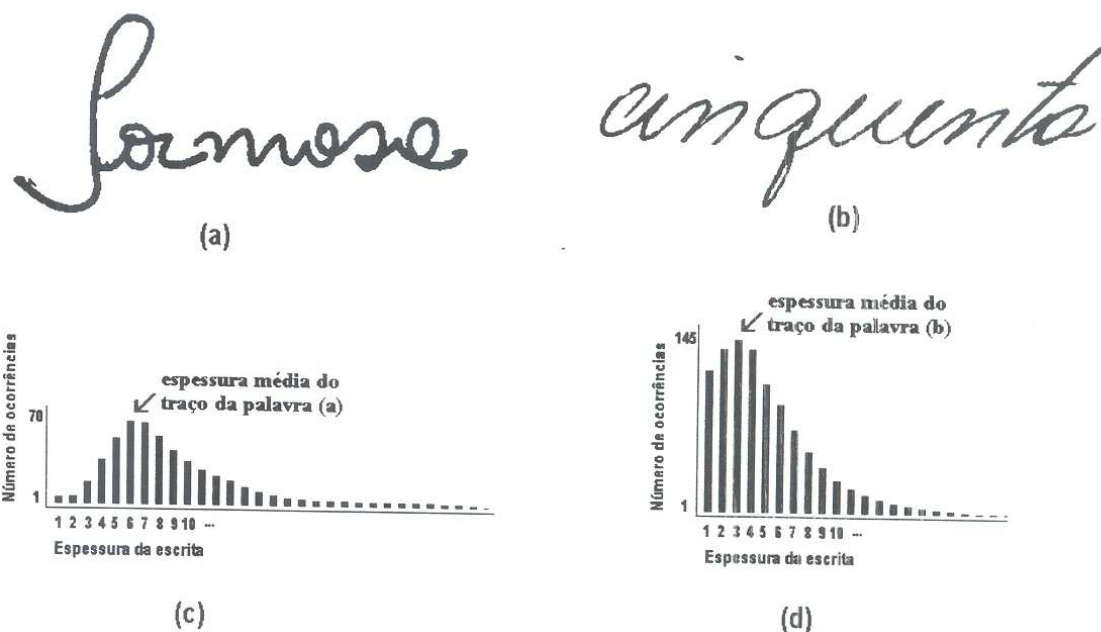 Formosa
cinquenta
(a)
(b)
Número de ocorrências
70
1
espessura média do
traço da palavra (a)
1 2 3 4 5 6 7 8 9 10 ...
Espessura da escrita
(c)
Número de ocorrências
145
1
espessura média do
traço da palavra (b)
1 2 3 4 5 6 7 8 9 10 ...
Espessura da escrita
(d)